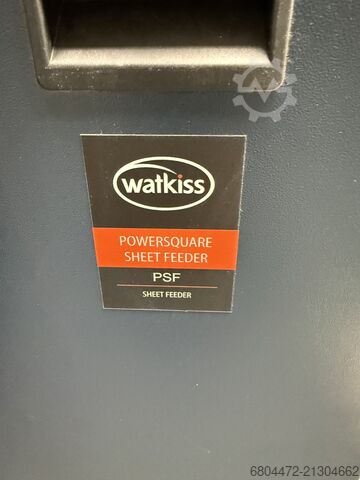 watkiss
POWERSQUARE
SHEET FEEDER
PSF
SHEET FEEDER
6804472-21304662